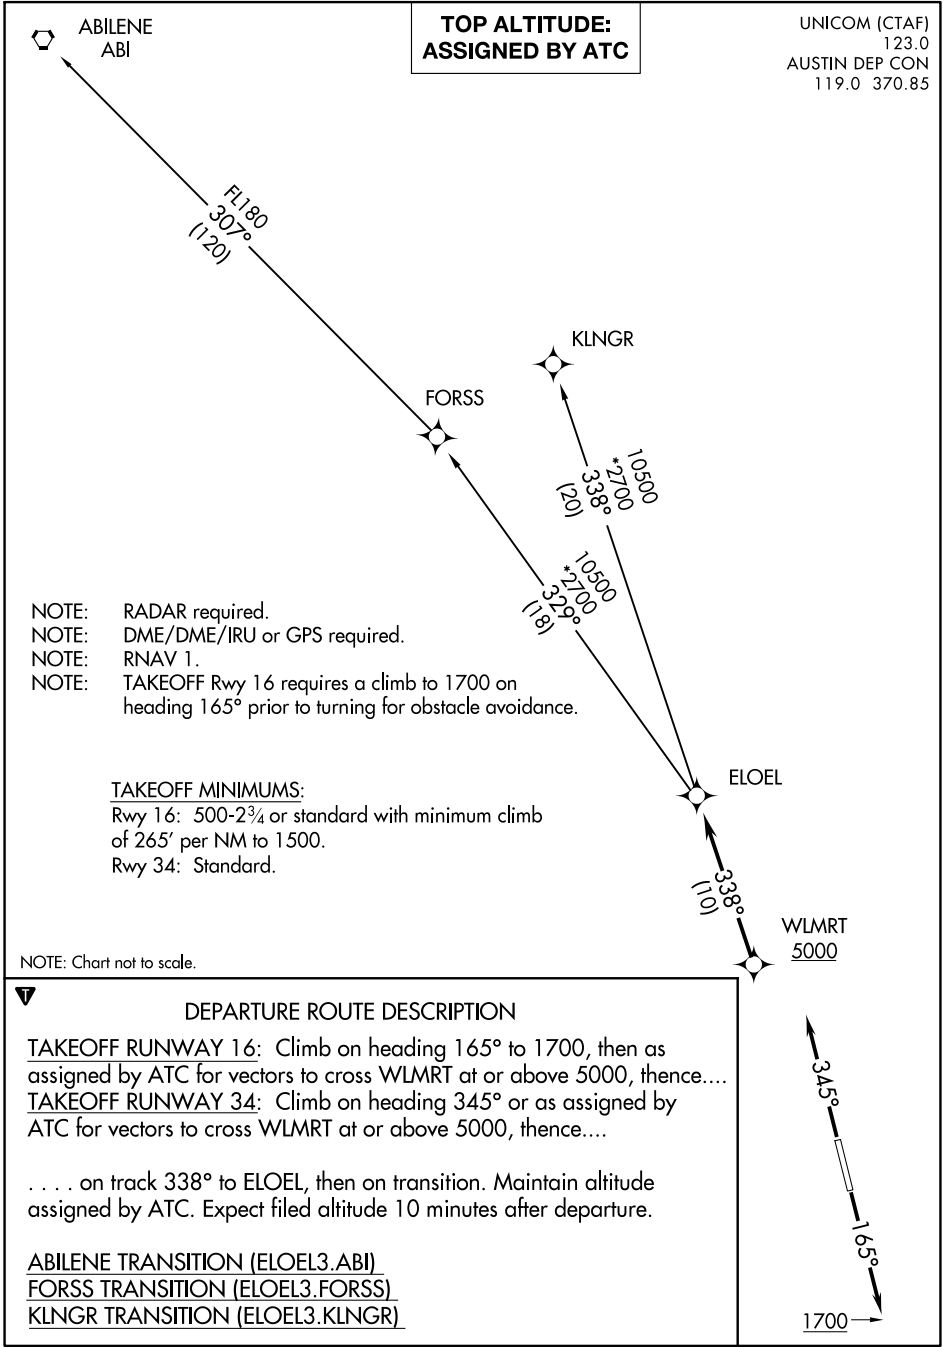 ABILENE
ABI
TOP ALTITUDE:
ASSIGNED BY ATC
UNICOM (CTAF)
123.0
AUSTIN DEP CON
119.0 370.85
FL180
307°
(120)
KLNGR
FORSS
10500
*2700
338°
(20)
10500
*2700
329°
(18)
NOTE: RADAR required.
NOTE: DME/DME/IRU or GPS required.
NOTE: RNAV 1.
NOTE: TAKEOFF Rwy 16 requires a climb to 1700 on
heading 165° prior to turning for obstacle avoidance.
ELOEL
TAKEOFF MINIMUMS:
Rwy 16: 500-2¾ or standard with minimum climb
of 265' per NM to 1500.
Rwy 34: Standard.
338°
(10)
WLMRT
5000
NOTE: Chart not to scale.
T
DEPARTURE ROUTE DESCRIPTION
TAKEOFF RUNWAY 16: Climb on heading 165° to 1700, then as
assigned by ATC for vectors to cross WLMRT at or above 5000, thence....
TAKEOFF RUNWAY 34: Climb on heading 345° or as assigned by
ATC for vectors to cross WLMRT at or above 5000, thence....
. . . . on track 338° to ELOEL, then on transition. Maintain altitude
assigned by ATC. Expect filed altitude 10 minutes after departure.
ABILENE TRANSITION (ELOEL3.ABI)
FORSS TRANSITION (ELOEL3.FORSS)
KLNGR TRANSITION (ELOEL3.KLNGR)
345°
165°
1700